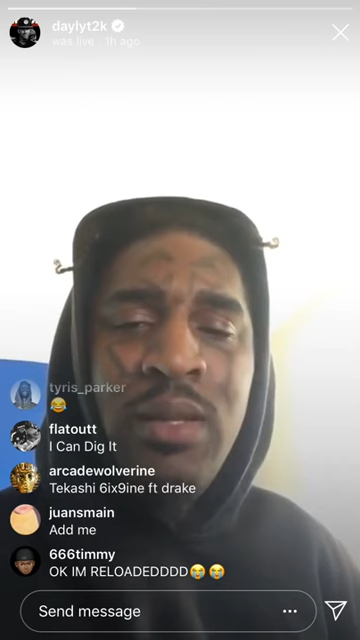 daylyt2k
was live · 1h ago
tyris_parker
😂
flatoutt
I Can Dig It
arcadewolverine
Tekashi 6ix9ine ft drake
juansmain
Add me
666timmy
OK IM RELOADEDDDD😭😭
Send message